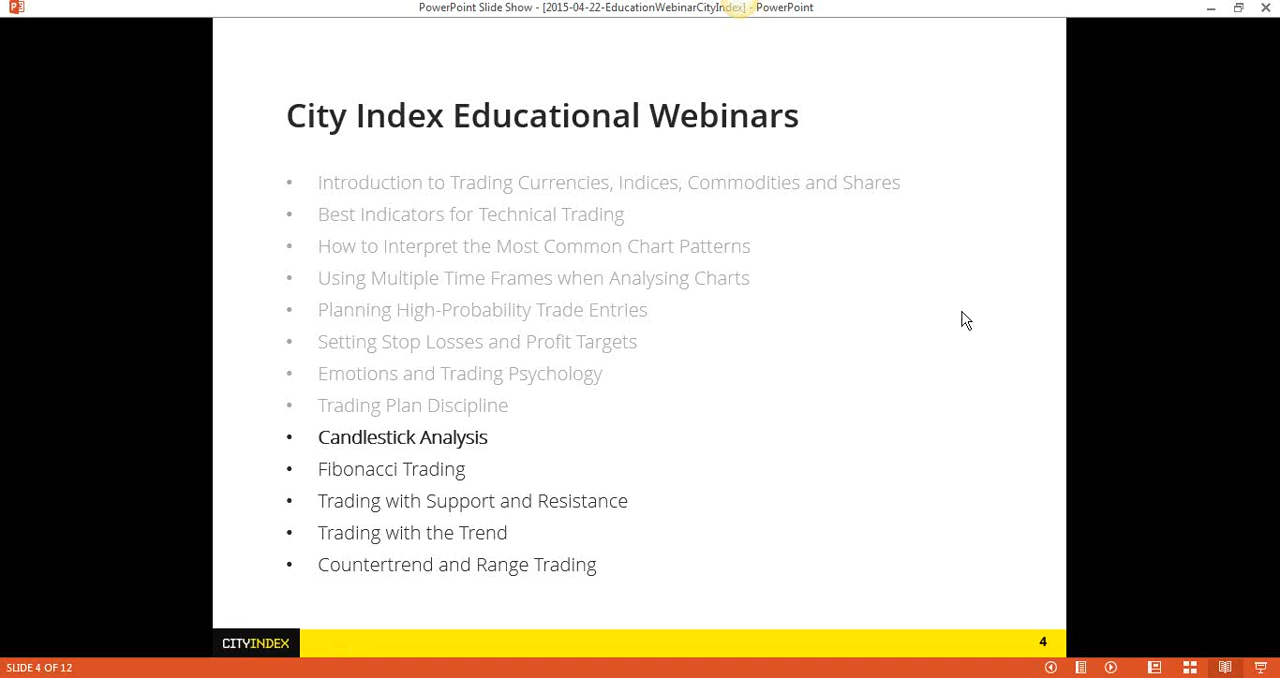 PowerPoint Slide Show - [2015-04-22-EducationWebinarCityIndex] - PowerPoint
City Index Educational Webinars
• Introduction to Trading Currencies, Indices, Commodities and Shares
• Best Indicators for Technical Trading
• How to Interpret the Most Common Chart Patterns
• Using Multiple Time Frames when Analysing Charts
• Planning High-Probability Trade Entries
• Setting Stop Losses and Profit Targets
• Emotions and Trading Psychology
• Trading Plan Discipline
• Candlestick Analysis
• Fibonacci Trading
• Trading with Support and Resistance
• Trading with the Trend
• Countertrend and Range Trading
CITYINDEX
4
SLIDE 4 OF 12